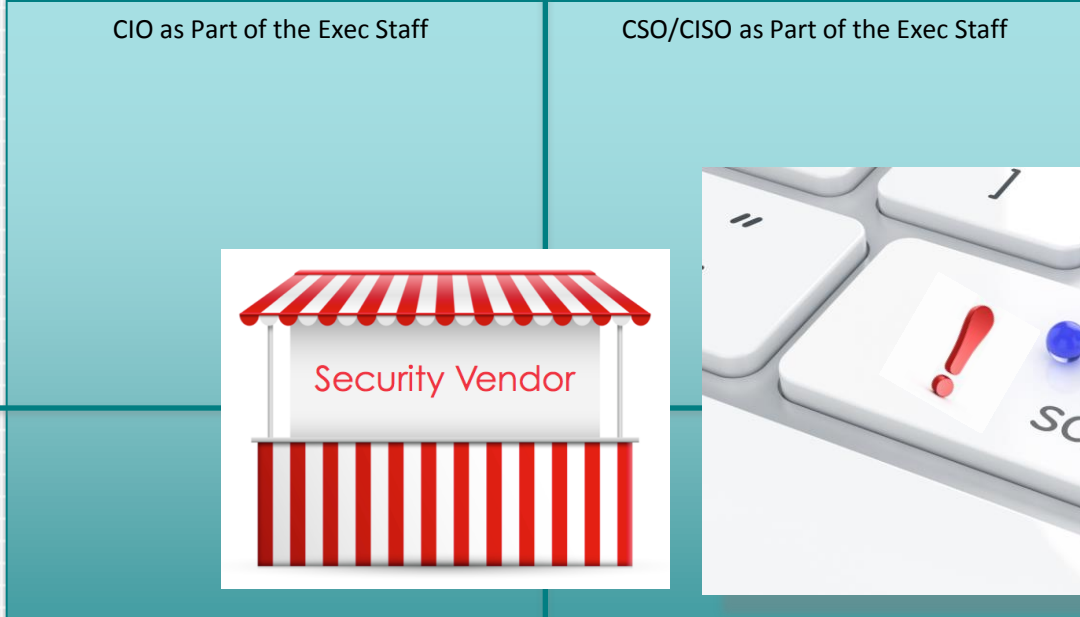 CIO as Part of the Exec Staff
CSO/CISO as Part of the Exec Staff
Security Vendor
]
"
!